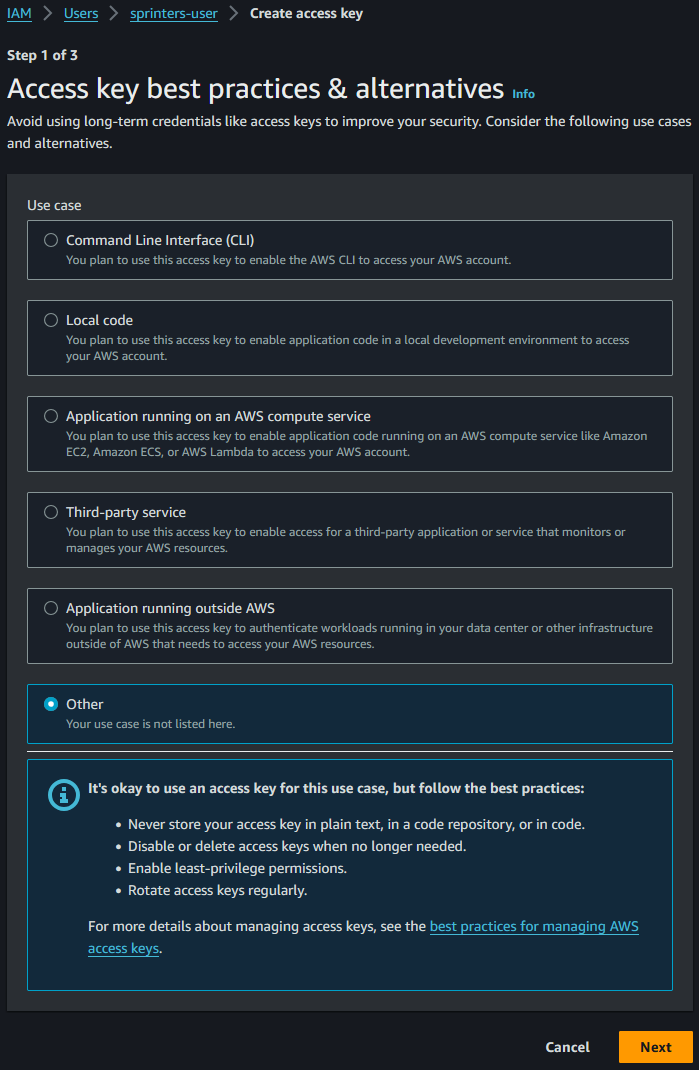 IAM > Users > sprinters-user > Create access key
Step 1 of 3
Access key best practices & alternatives Info
Avoid using long-term credentials like access keys to improve your security. Consider the following use cases
and alternatives.
Use case
Command Line Interface (CLI)
You plan to use this access key to enable the AWS CLI to access your AWS account.
Local code
You plan to use this access key to enable application code in a local development environment to access
your AWS account.
Application running on an AWS compute service
You plan to use this access key to enable application code running on an AWS compute service like Amazon
EC2, Amazon ECS, or AWS Lambda to access your AWS account.
Third-party service
You plan to use this access key to enable access for a third-party application or service that monitors or
manages your AWS resources.
Application running outside AWS
You plan to use this access key to authenticate workloads running in your data center or other infrastructure
outside of AWS that needs to access your AWS resources.
Other
Your use case is not listed here.
It's okay to use an access key for this use case, but follow the best practices:
• Never store your access key in plain text, in a code repository, or in code.
• Disable or delete access keys when no longer needed.
• Enable least-privilege permissions.
• Rotate access keys regularly.
For more details about managing access keys, see the best practices for managing AWS
access keys.
Cancel Next